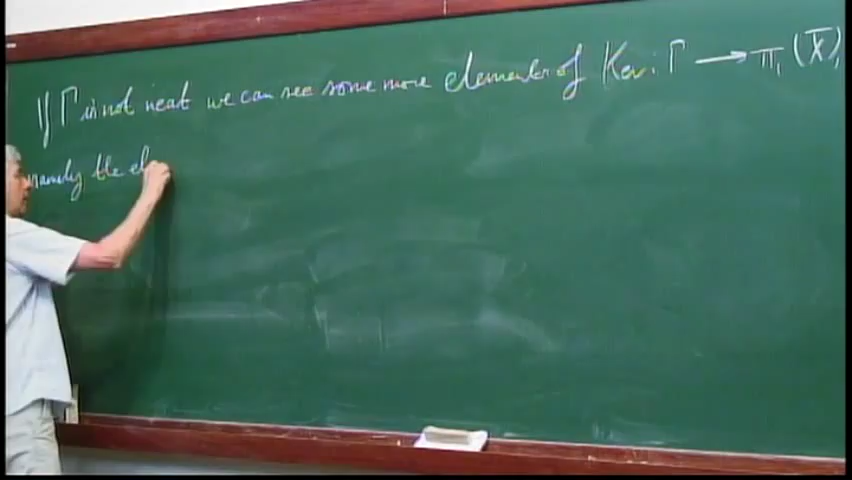 If Γ is not neat we can see some more elements of Ker: Γ ⟶ π₁(X̄),
namely the el